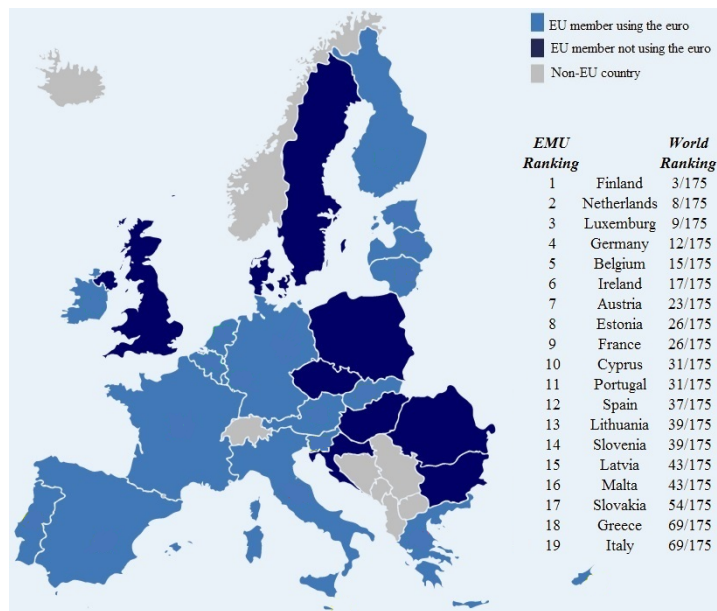 EU member using the euro
EU member not using the euro
Non-EU country
EMU Ranking World Ranking
1 Finland 3/175
2 Netherlands 8/175
3 Luxemburg 9/175
4 Germany 12/175
5 Belgium 15/175
6 Ireland 17/175
7 Austria 23/175
8 Estonia 26/175
9 France 26/175
10 Cyprus 31/175
11 Portugal 31/175
12 Spain 37/175
13 Lithuania 39/175
14 Slovenia 39/175
15 Latvia 43/175
16 Malta 43/175
17 Slovakia 54/175
18 Greece 69/175
19 Italy 69/175